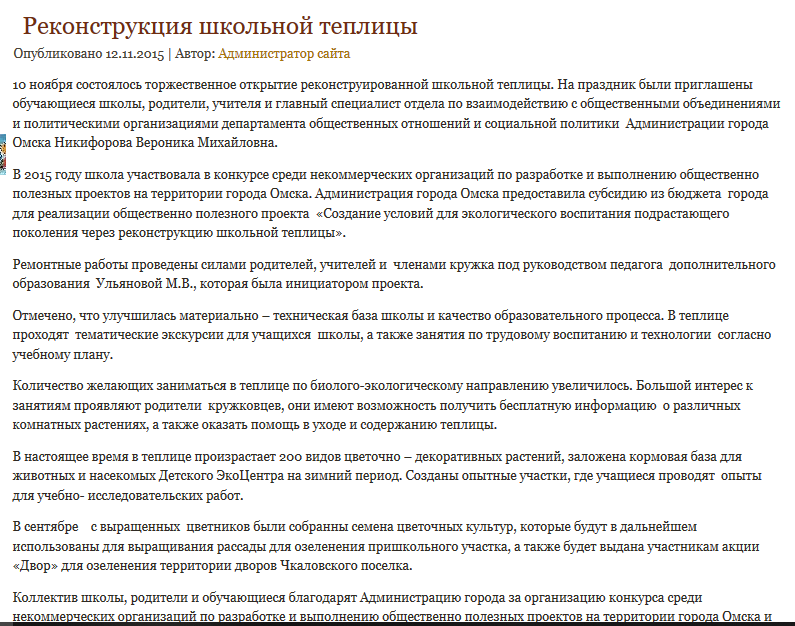 Реконструкция школьной теплицы
Опубликовано 12.11.2015 | Автор: Администратор сайта
10 ноября состоялось торжественное открытие реконструированной школьной теплицы. На праздник были приглашены
обучающиеся школы, родители, учителя и главный специалист отдела по взаимодействию с общественными объединениями
и политическими организациями департамента общественных отношений и социальной политики  Администрации города
Омска Никифорова Вероника Михайловна.
В 2015 году школа участвовала в конкурсе среди некоммерческих организаций по разработке и выполнению общественно
полезных проектов на территории города Омска. Администрация города Омска предоставила субсидию из бюджета  города
для реализации общественно полезного проекта  «Создание условий для экологического воспитания подрастающего
поколения через реконструкцию школьной теплицы».
Ремонтные работы проведены силами родителей, учителей и  членами кружка под руководством педагога  дополнительного
образования  Ульяновой М.В., которая была инициатором проекта.
Отмечено, что улучшилась материально – техническая база школы и качество образовательного процесса. В теплице
проходят  тематические экскурсии для учащихся  школы, а также занятия по трудовому воспитанию и технологии  согласно
учебному плану.
Количество желающих заниматься в теплице по биолого-экологическому направлению увеличилось. Большой интерес к
занятиям проявляют родители  кружковцев, они имеют возможность получить бесплатную информацию  о различных
комнатных растениях, а также оказать помощь в уходе и содержанию теплицы.
В настоящее время в теплице произрастает 200 видов цветочно – декоративных растений, заложена кормовая база для
животных и насекомых Детского ЭкоЦентра на зимний период. Созданы опытные участки, где учащиеся проводят  опыты
для учебно- исследовательских работ.
В сентябре   с выращенных  цветников были собранны семена цветочных культур, которые будут в дальнейшем
использованы для выращивания рассады для озеленения пришкольного участка, а также будет выдана участникам акции
«Двор» для озеленения территории дворов Чкаловского поселка.
Коллектив школы, родители и обучающиеся благодарят Администрацию города за организацию конкурса среди
некоммерческих организаций по разработке и выполнению общественно полезных проектов на территории города Омска и